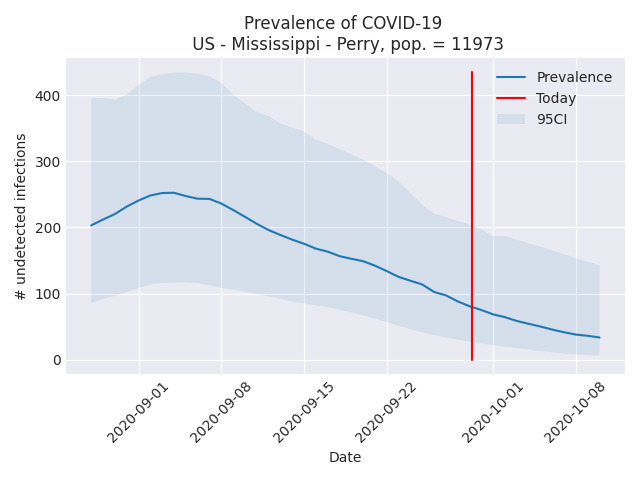 Prevalence of COVID-19
US - Mississippi - Perry, pop. = 11973
Prevalence
Today
95CI
400
300
200
100
0
# undetected infections
2020-09-01
2020-09-08
2020-09-15
2020-09-22
2020-10-01
2020-10-08
Date